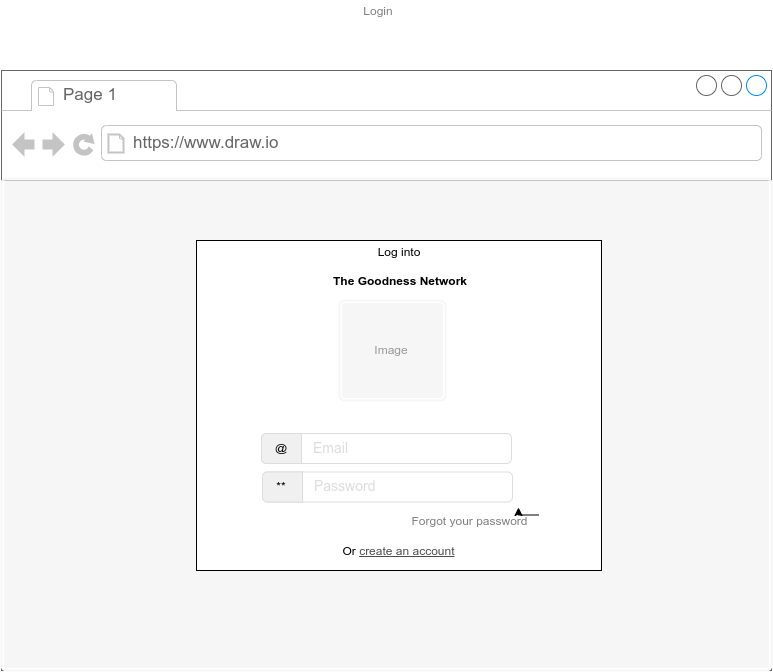 Login
Page 1
https://www.draw.io
Log into
The Goodness Network
Image
@ Email
** Password
Forgot your password
Or create an account